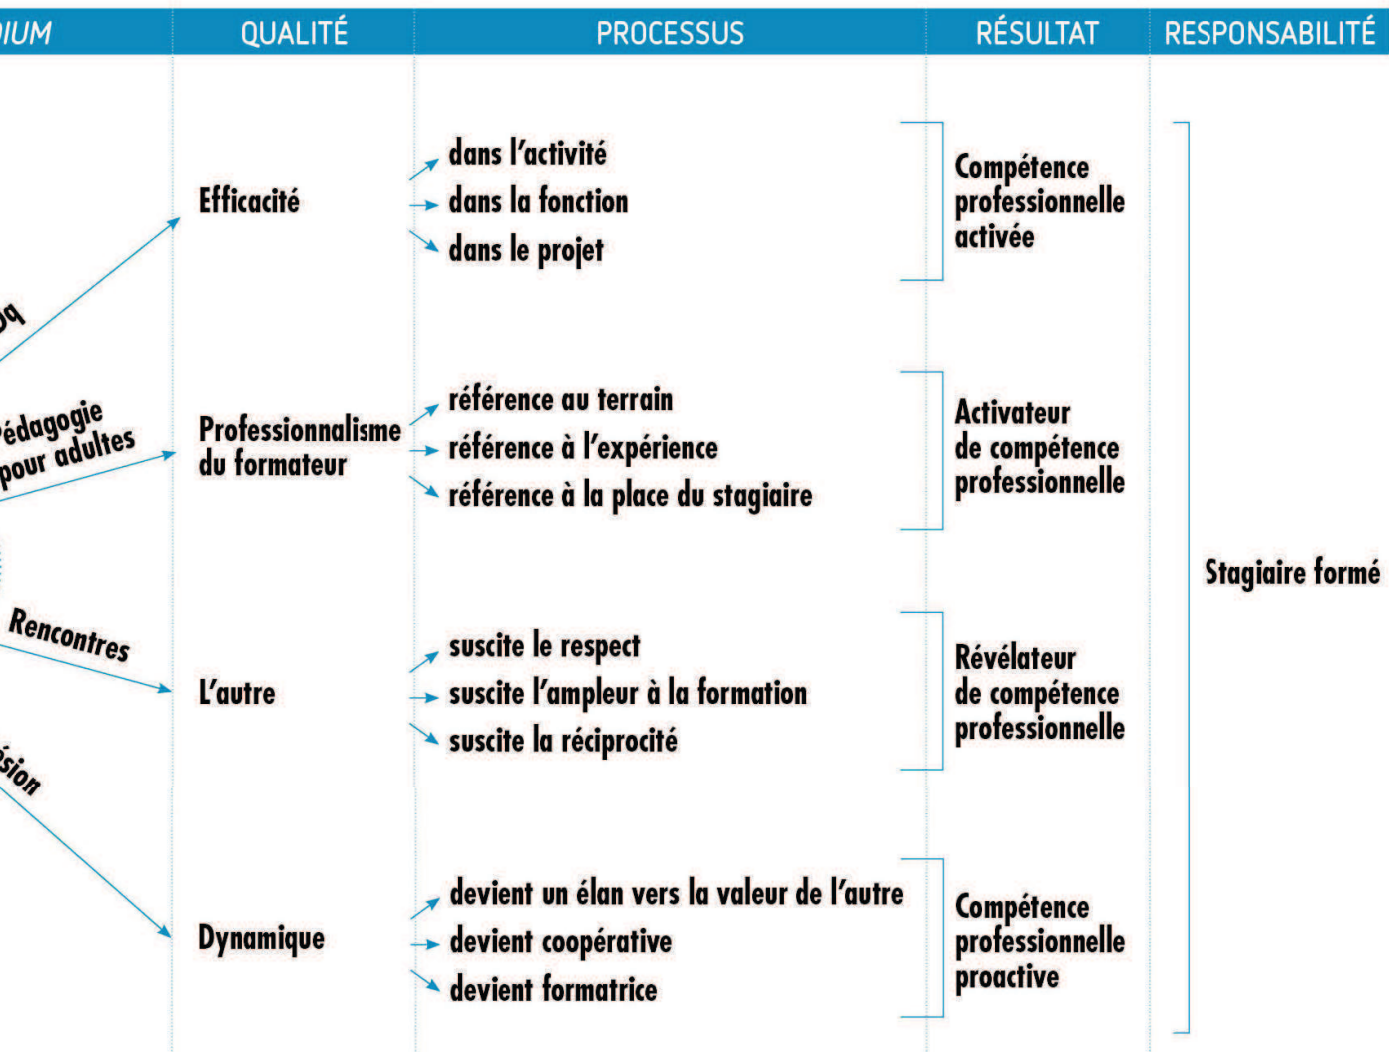 QUALITÉ
PROCESSUS
RÉSULTAT
RESPONSABILITÉ
dans l'activité
Efficacité
dans la fonction
dans le projet
Compétence
professionnelle
activée
pour adultes
Professionnalisme
du formateur
référence au terrain
référence à l'expérience
référence à la place du stagiaire
Activateur
de compétence
professionnelle
Stagiaire formé
Rencontres
L'autre
suscite le respect
suscite l'ampleur à la formation
suscite la réciprocité
Révélateur
de compétence
professionnelle
Dynamique
devient un élan vers la valeur de l'autre
devient coopérative
devient formatrice
Compétence
professionnelle
proactive